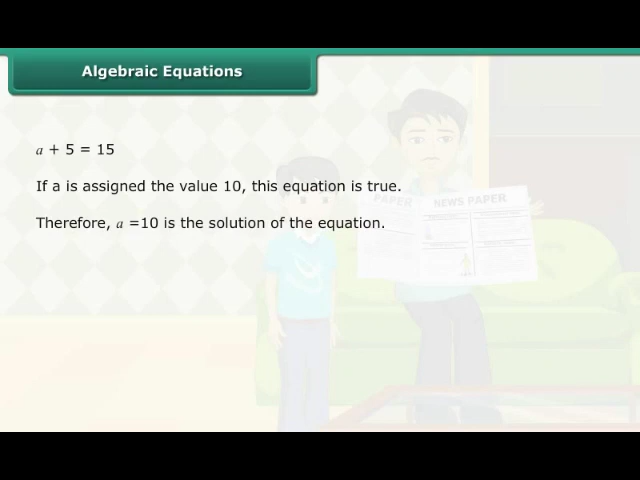 Algebraic Equations
a + 5 = 15
If a is assigned the value 10, this equation is true.
Therefore, a =10 is the solution of the equation.
PAPER NEWS PAPER